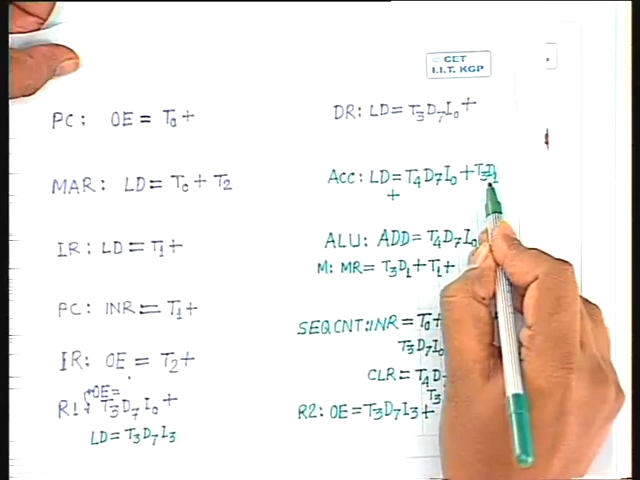 © CET
I.I.T. KGP
PC: OE = T₀ +
MAR: LD = T₀ + T₂
IR: LD = T₁ +
PC: INR = T₁ +
IR: OE = T₂ +
OE =
R1: T₃D₇I₀ +
LD = T₃D₇I₃
DR: LD = T₃D₇I₀ +
ACC: LD = T₄D₇I₀ + T₃D₁
+
ALU: ADD = T₄D₇I₀
M: MR = T₃D₁ + T₁ +
SEQCNT: INR = T₀ +
T₃D₇I₀
CLR = T₄D₇
T₃
R2: OE = T₃D₇I₃ +